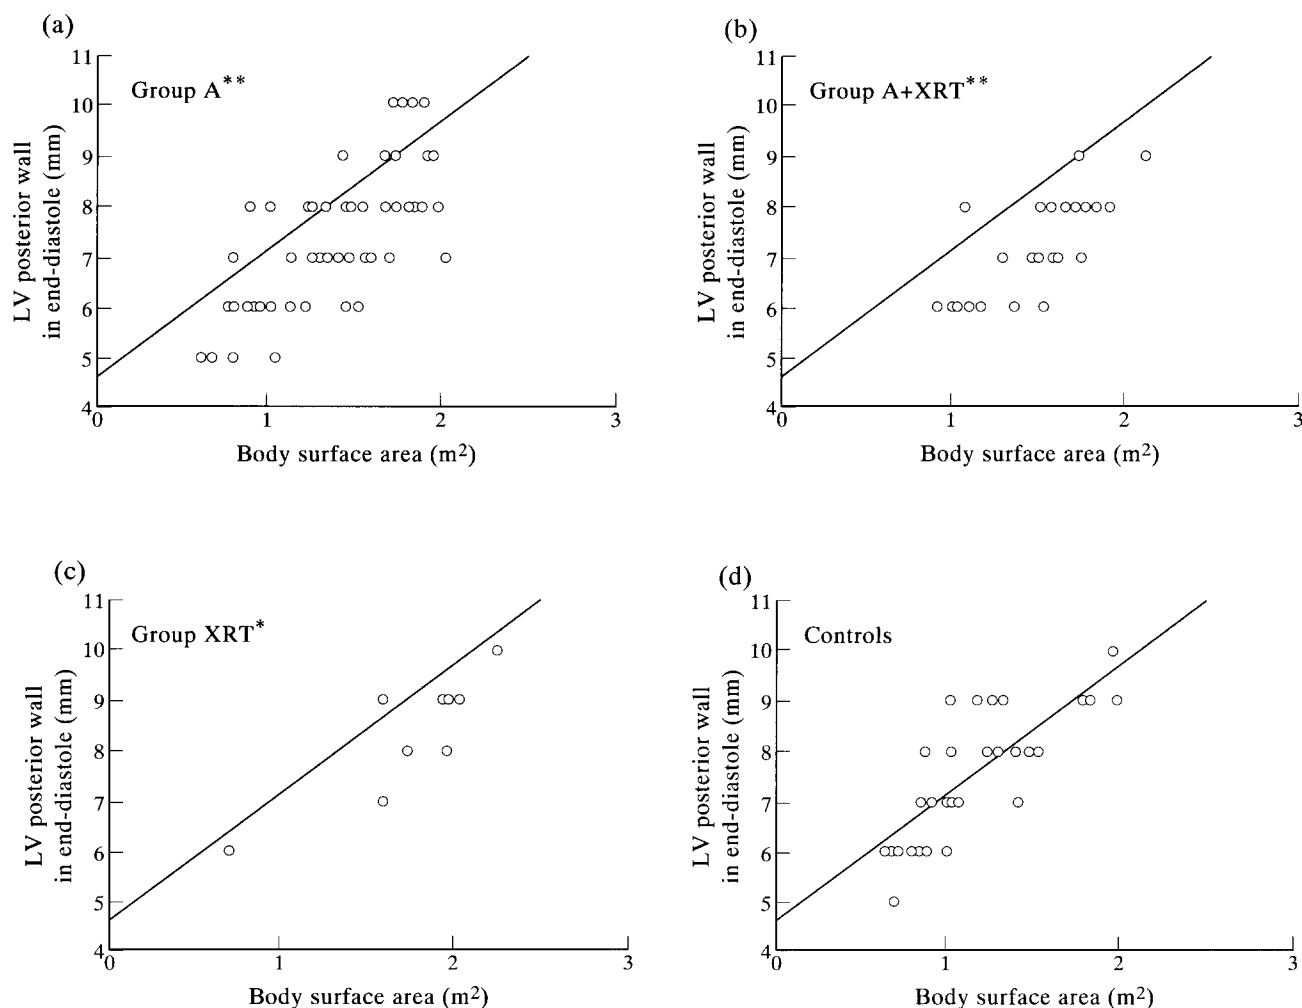 (a)
Group A**
LV posterior wall
in end-diastole (mm)
11
10
9
8
7
6
5
4
0
1
2
3
Body surface area (m²)
(b)
Group A+XRT**
LV posterior wall
in end-diastole (mm)
11
10
9
8
7
6
5
4
0
1
2
3
Body surface area (m²)
(c)
Group XRT*
LV posterior wall
in end-diastole (mm)
11
10
9
8
7
6
5
4
0
1
2
3
Body surface area (m²)
(d)
Controls
LV posterior wall
in end-diastole (mm)
11
10
9
8
7
6
5
4
0
1
2
3
Body surface area (m²)